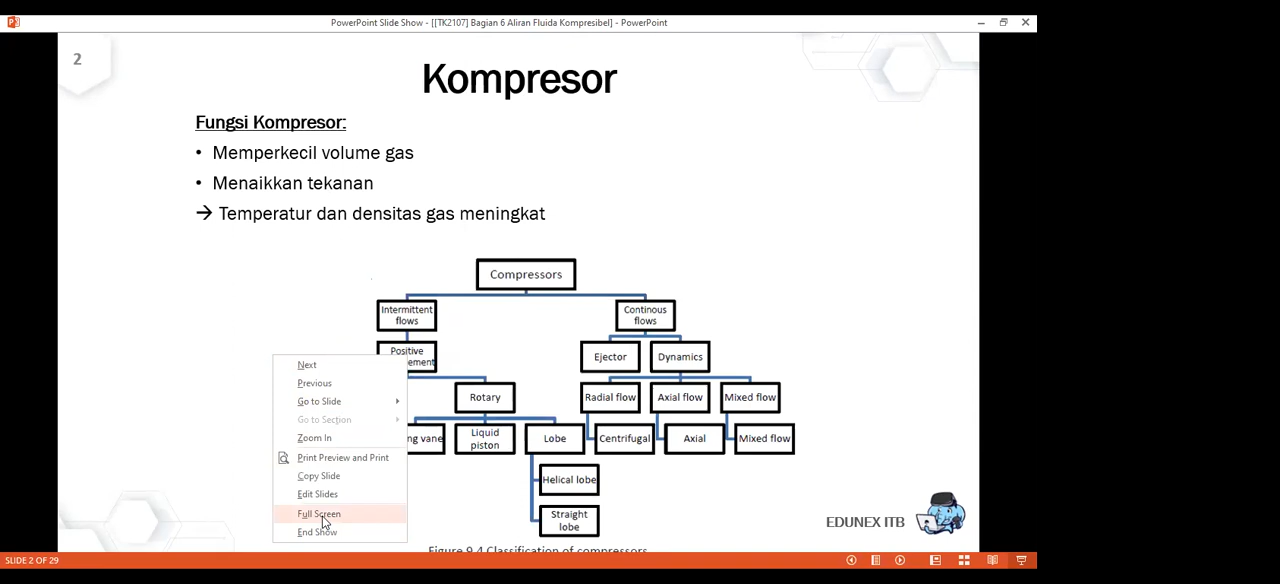 PowerPoint Slide Show - [[TK2107] Bagian 6 Aliran Fluida Kompresibel] - PowerPoint
2
Kompresor
Fungsi Kompresor:
• Memperkecil volume gas
• Menaikkan tekanan
→ Temperatur dan densitas gas meningkat
Compressors
Intermittent
flows
Continous
flows
Positive
Ejector
Dynamics
Rotary
Radial flow
Axial flow
Mixed flow
vane
Liquid
piston
Lobe
Centrifugal
Axial
Mixed flow
Helical lobe
Straight
lobe
Next
Previous
Go to Slide
Go to Section
Zoom In
Print Preview and Print
Copy Slide
Edit Slides
Full Screen
End Show
EDUNEX ITB
Figure 9.4 Classification of compressors
SLIDE 2 OF 29